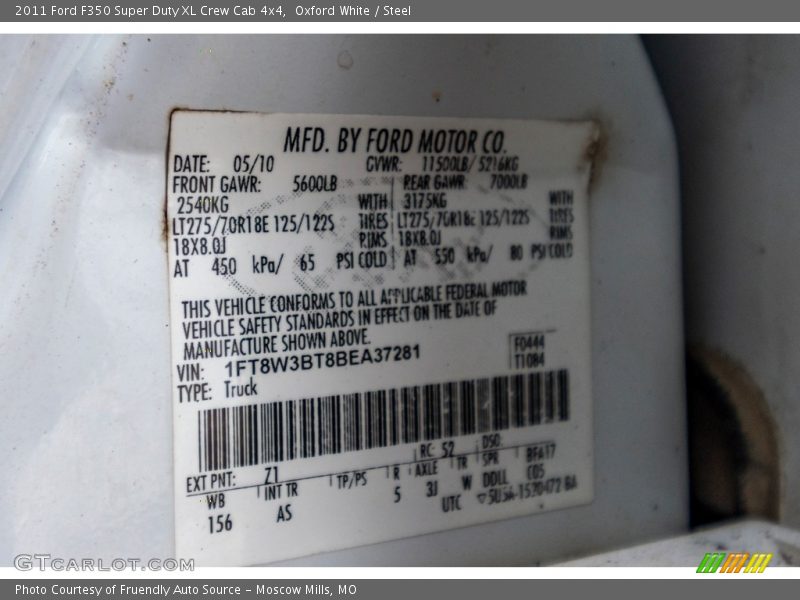 2011 Ford F350 Super Duty XL Crew Cab 4x4,  Oxford White / Steel
MFD. BY FORD MOTOR CO.
DATE: 05/10 GVWR: 11500LB/ 5216KG
FRONT GAWR: 5600LB REAR GAWR: 7000LB
2540KG WITH 3175KG WITH
LT275/70R18E 125/122S TIRES LT275/70R18E 125/122S TIRES
18X8.0J RIMS 18X8.0J RIMS
AT 450 kPa/ 65 PSI COLD AT 550 kPa/ 80 PSI COLD
THIS VEHICLE CONFORMS TO ALL APPLICABLE FEDERAL MOTOR
VEHICLE SAFETY STANDARDS IN EFFECT ON THE DATE OF
MANUFACTURE SHOWN ABOVE.
VIN: 1FT8W3BT8BEA37281 F0444
TYPE: Truck T1084
EXT PNT: Z1 RC: 52 DSO:
WB INT TR TP/PS R AXLE TR SPR BFA17
156 AS 5 3J W DDLL C05
UTC ▽5U5A-1520472 BA
GTcarlot.com
Photo Courtesy of Fruendly Auto Source – Moscow Mills, MO